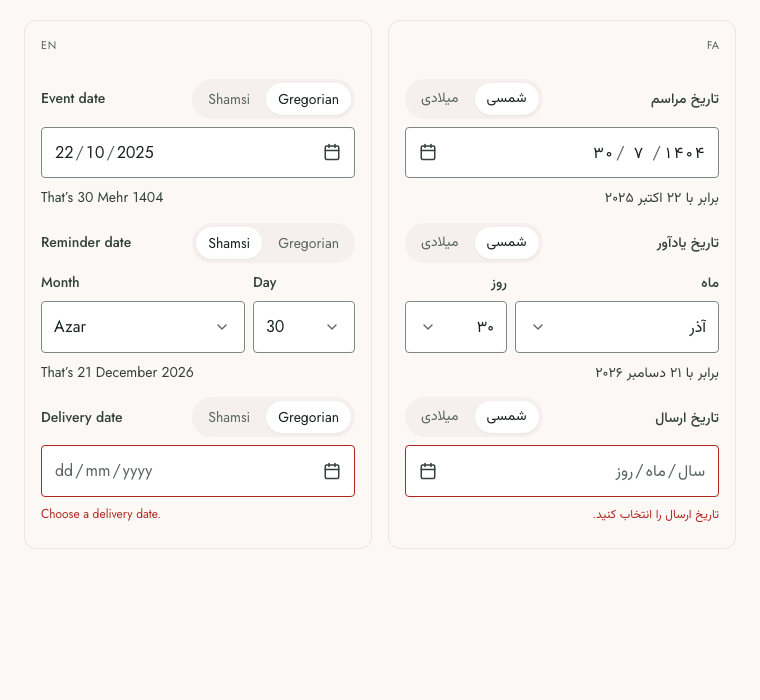 EN
Event date
Shamsi Gregorian
22/10/2025
That's 30 Mehr 1404
Reminder date
Shamsi Gregorian
Month Day
Azar 30
That's 21 December 2026
Delivery date
Shamsi Gregorian
dd/mm/yyyy
Choose a delivery date.
FA
تاریخ مراسم
شمسی میلادی
۱۴۰۴/ ۷ /۳۰
برابر با ۲۲ اکتبر ۲۰۲۵
تاریخ یادآور
شمسی میلادی
ماه روز
آذر ۳۰
برابر با ۲۱ دسامبر ۲۰۲۶
تاریخ ارسال
شمسی میلادی
سال/ماه/روز
تاریخ ارسال را انتخاب کنید.